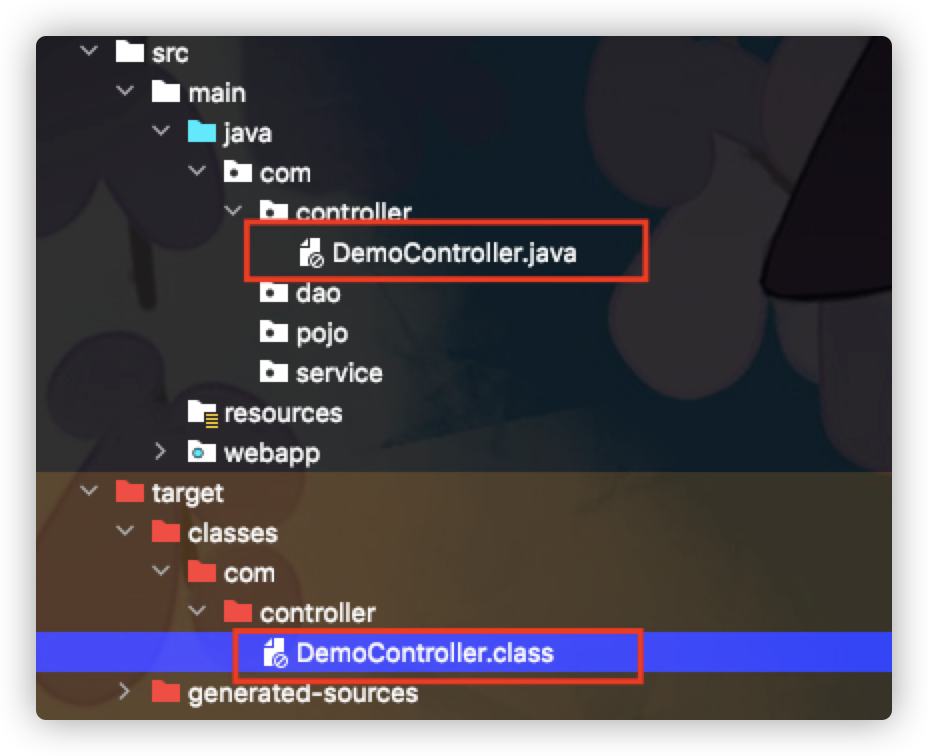 src
main
java
com
controller
DemoController.java
dao
pojo
service
resources
webapp
target
classes
com
controller
DemoController.class
generated-sources